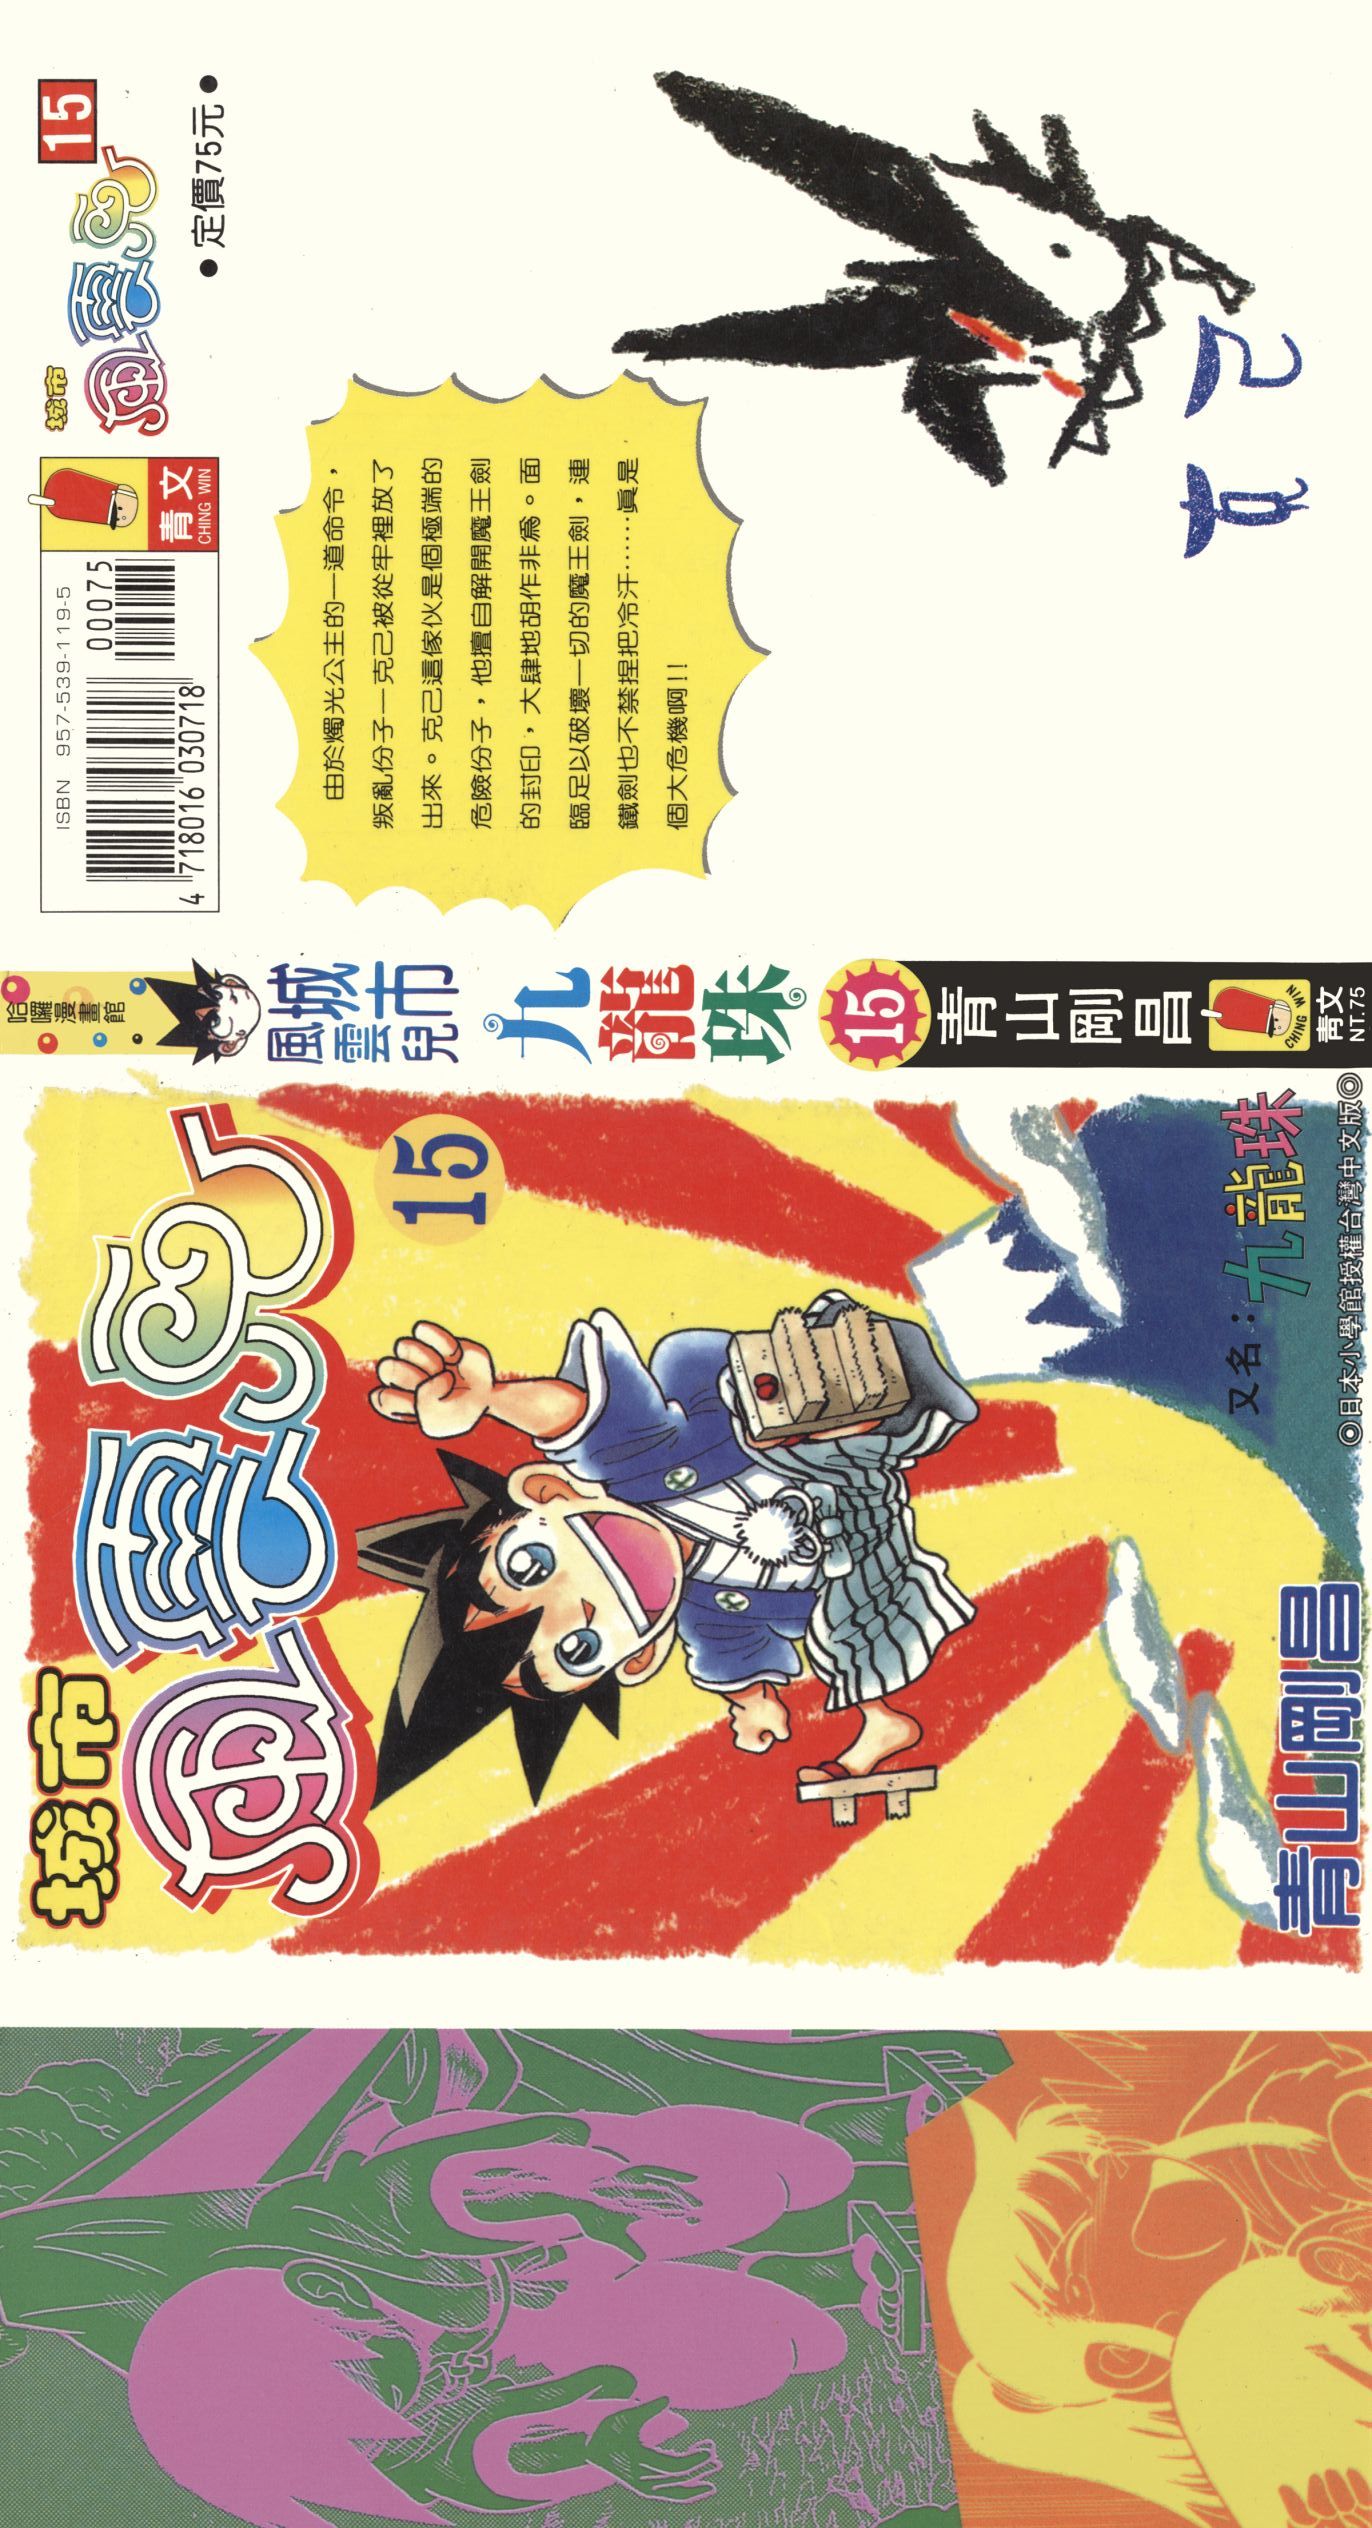 15
城市
風雲兒
●定價75元●
青文
CHING WIN
ISBN 957-539-119-5
00075
4 718016 030718
由於燭光公主的一道命令，
叛亂份子—克己被從牢裡放了
出來。克己這傢伙是個極端的
危險份子，他擅自解開魔王劍
的封印，大肆地胡作非為。面
臨足以破壞一切的魔王劍，連
鐵劍也不禁捏把冷汗……眞是
個大危機啊!!
克己
哈囉漫畫館
城市風雲兒
九龍珠
15
青山剛昌
CHING WIN
青文
NT.75
城市
風雲兒
15
又名：九龍珠
青山剛昌
◎日本小學館授權台灣中文版◎